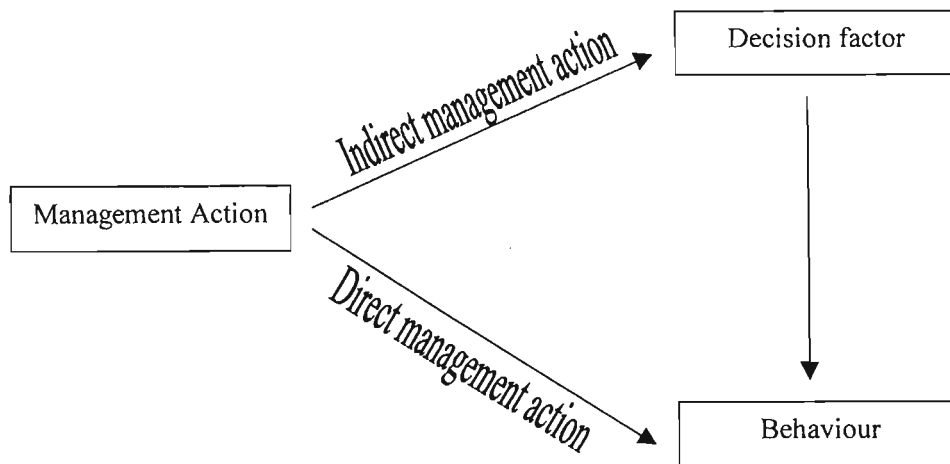 Decision factor
Indirect management action
Management Action
Direct management action
Behaviour